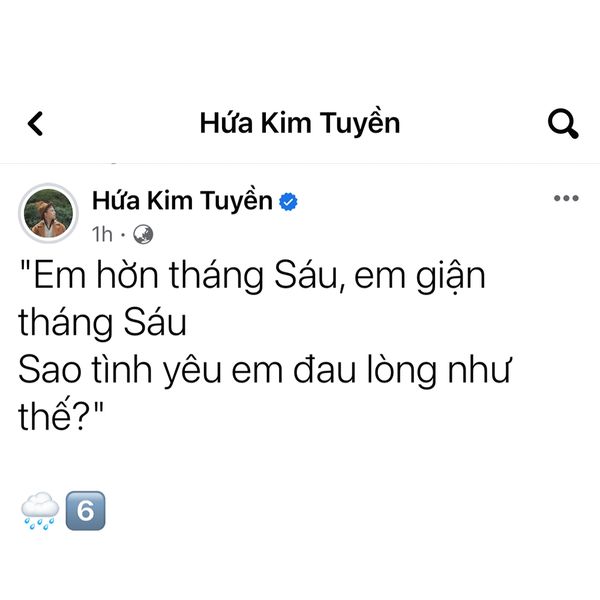 Hứa Kim Tuyền
Hứa Kim Tuyền
1h ·
"Em hờn tháng Sáu, em giận
tháng Sáu
Sao tình yêu em đau lòng như
thế?"
🌧️6️⃣